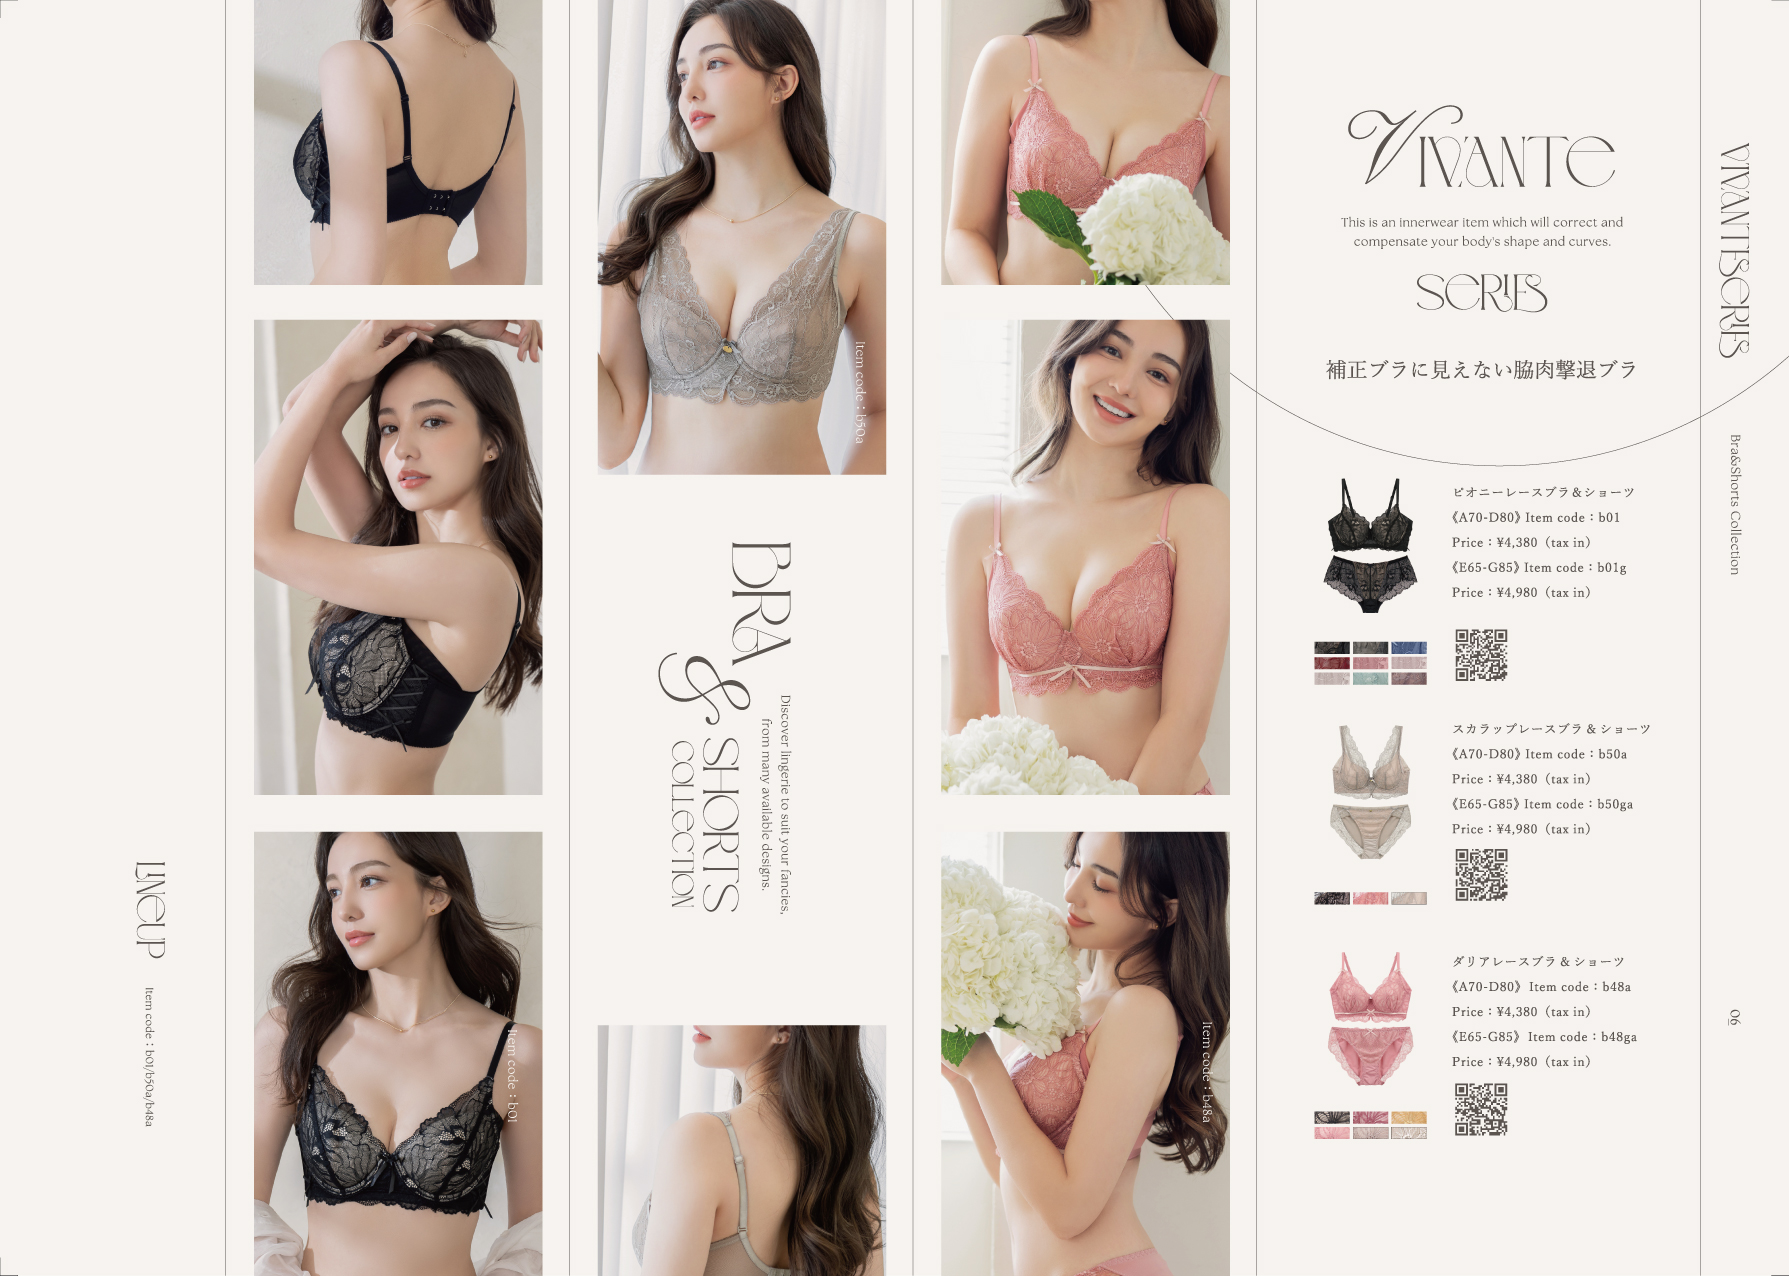 VIVANTE
This is an innerwear item which will correct and
compensate your body's shape and curves.
SERIES
補正ブラに見えない脇肉撃退ブラ
ピオニーレースブラ&ショーツ
《A70-D80》Item code：b01
Price：¥4,380（tax in）
《E65-G85》Item code：b01g
Price：¥4,980（tax in）
スカラップレースブラ&ショーツ
《A70-D80》Item code：b50a
Price：¥4,380（tax in）
《E65-G85》Item code：b50ga
Price：¥4,980（tax in）
ダリアレースブラ&ショーツ
《A70-D80》Item code：b48a
Price：¥4,380（tax in）
《E65-G85》Item code：b48ga
Price：¥4,980（tax in）
VIVANTE SERIES
Bra&Shorts Collection
06
Item code：b50a
BRA
&
SHORTS
COLLECTION
Discover lingerie to suit your fancies,
from many available designs.
Item code：b01
Item code：b48a
LINEUP
Item code：b01/b50a/b48a